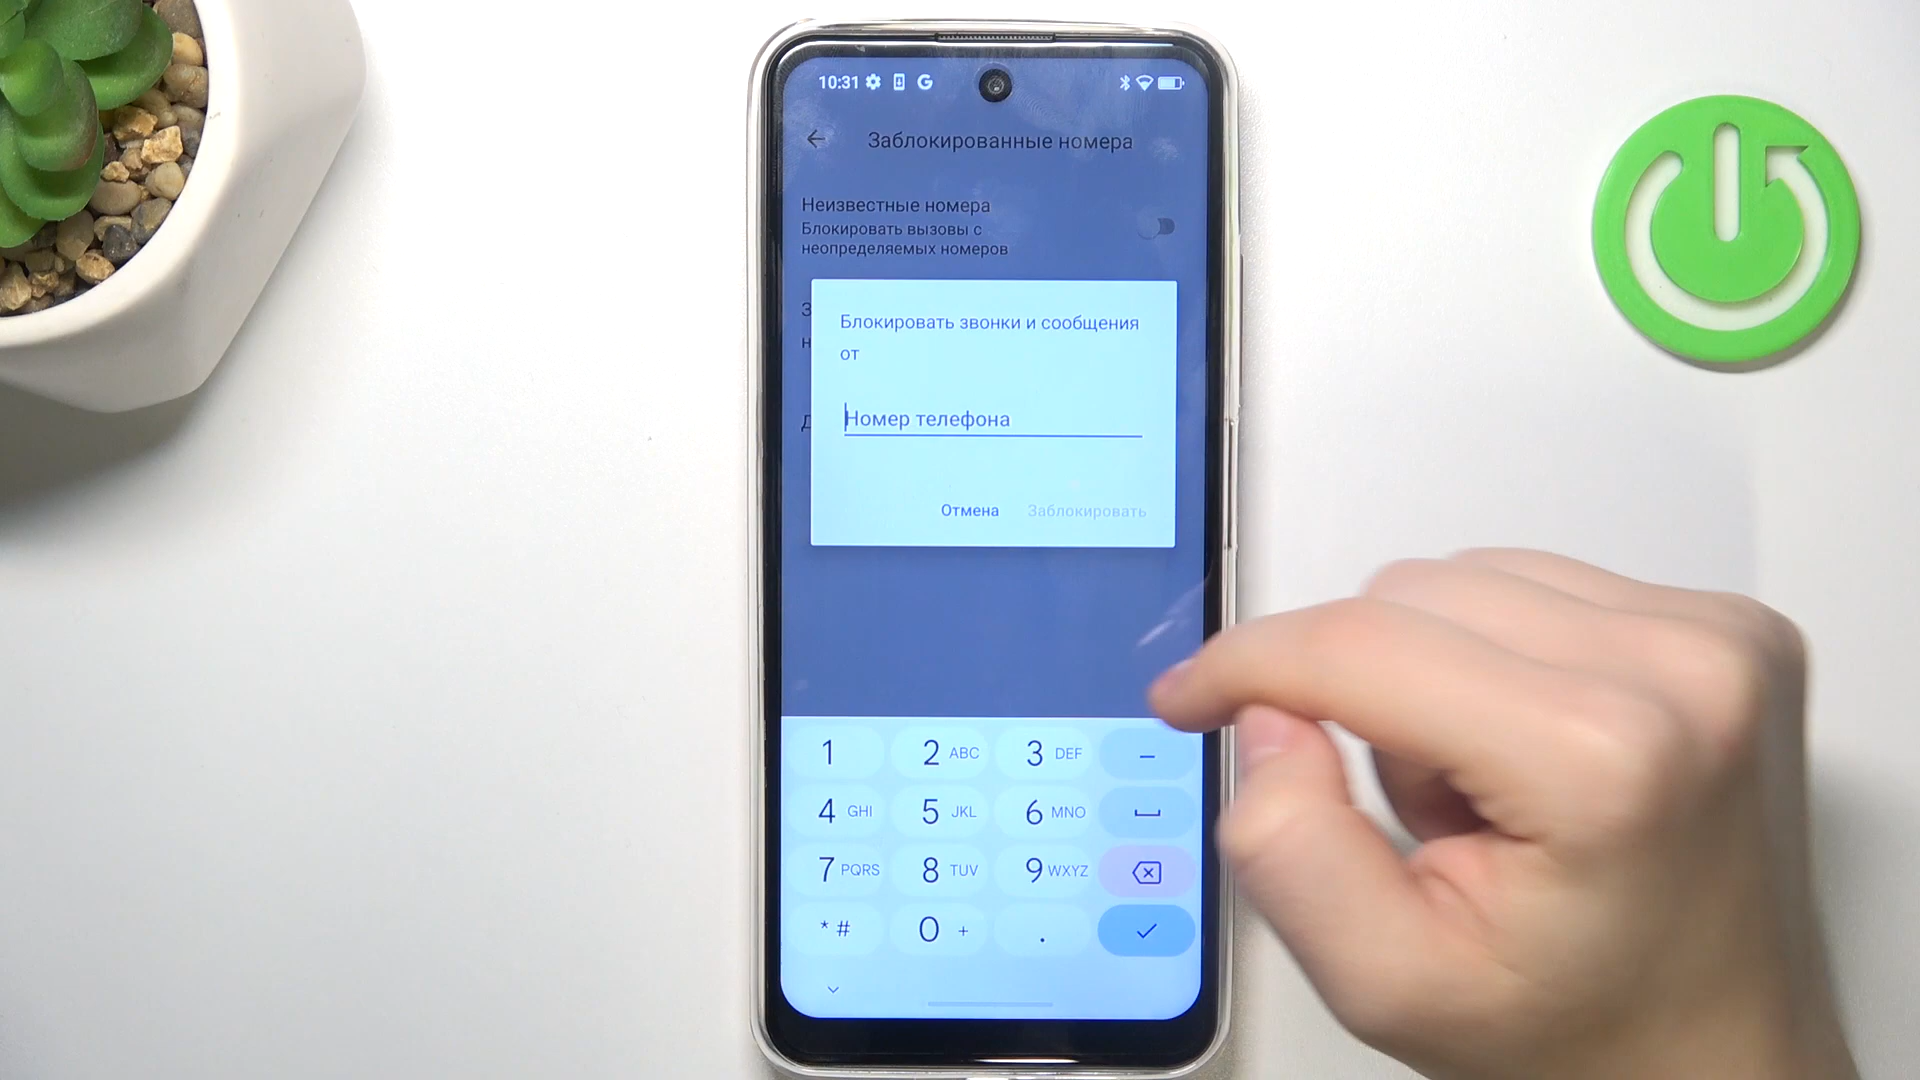 10:31
Заблокированные номера
Неизвестные номера
Блокировать вызовы с
неопределяемых номеров
Блокировать звонки и сообщения
от
Номер телефона
Отмена Заблокировать
1 2 ABC 3 DEF –
4 GHI 5 JKL 6 MNO
7 PQRS 8 TUV 9 WXYZ
* # 0 + .